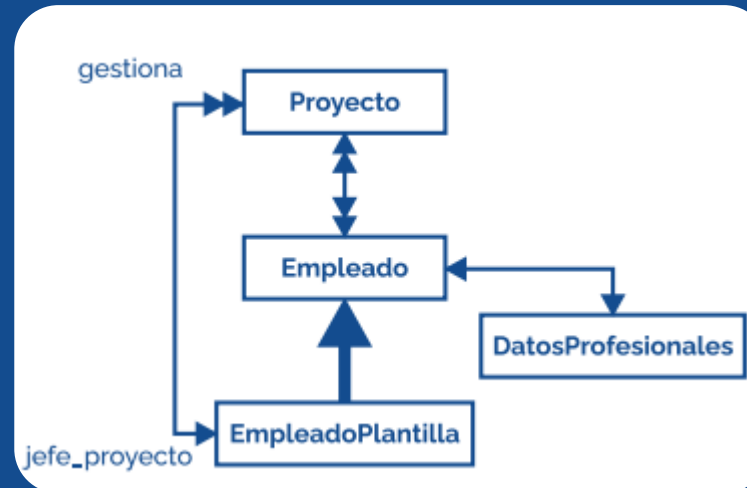 gestiona
Proyecto
Empleado
DatosProfesionales
EmpleadoPlantilla
jefe_proyecto